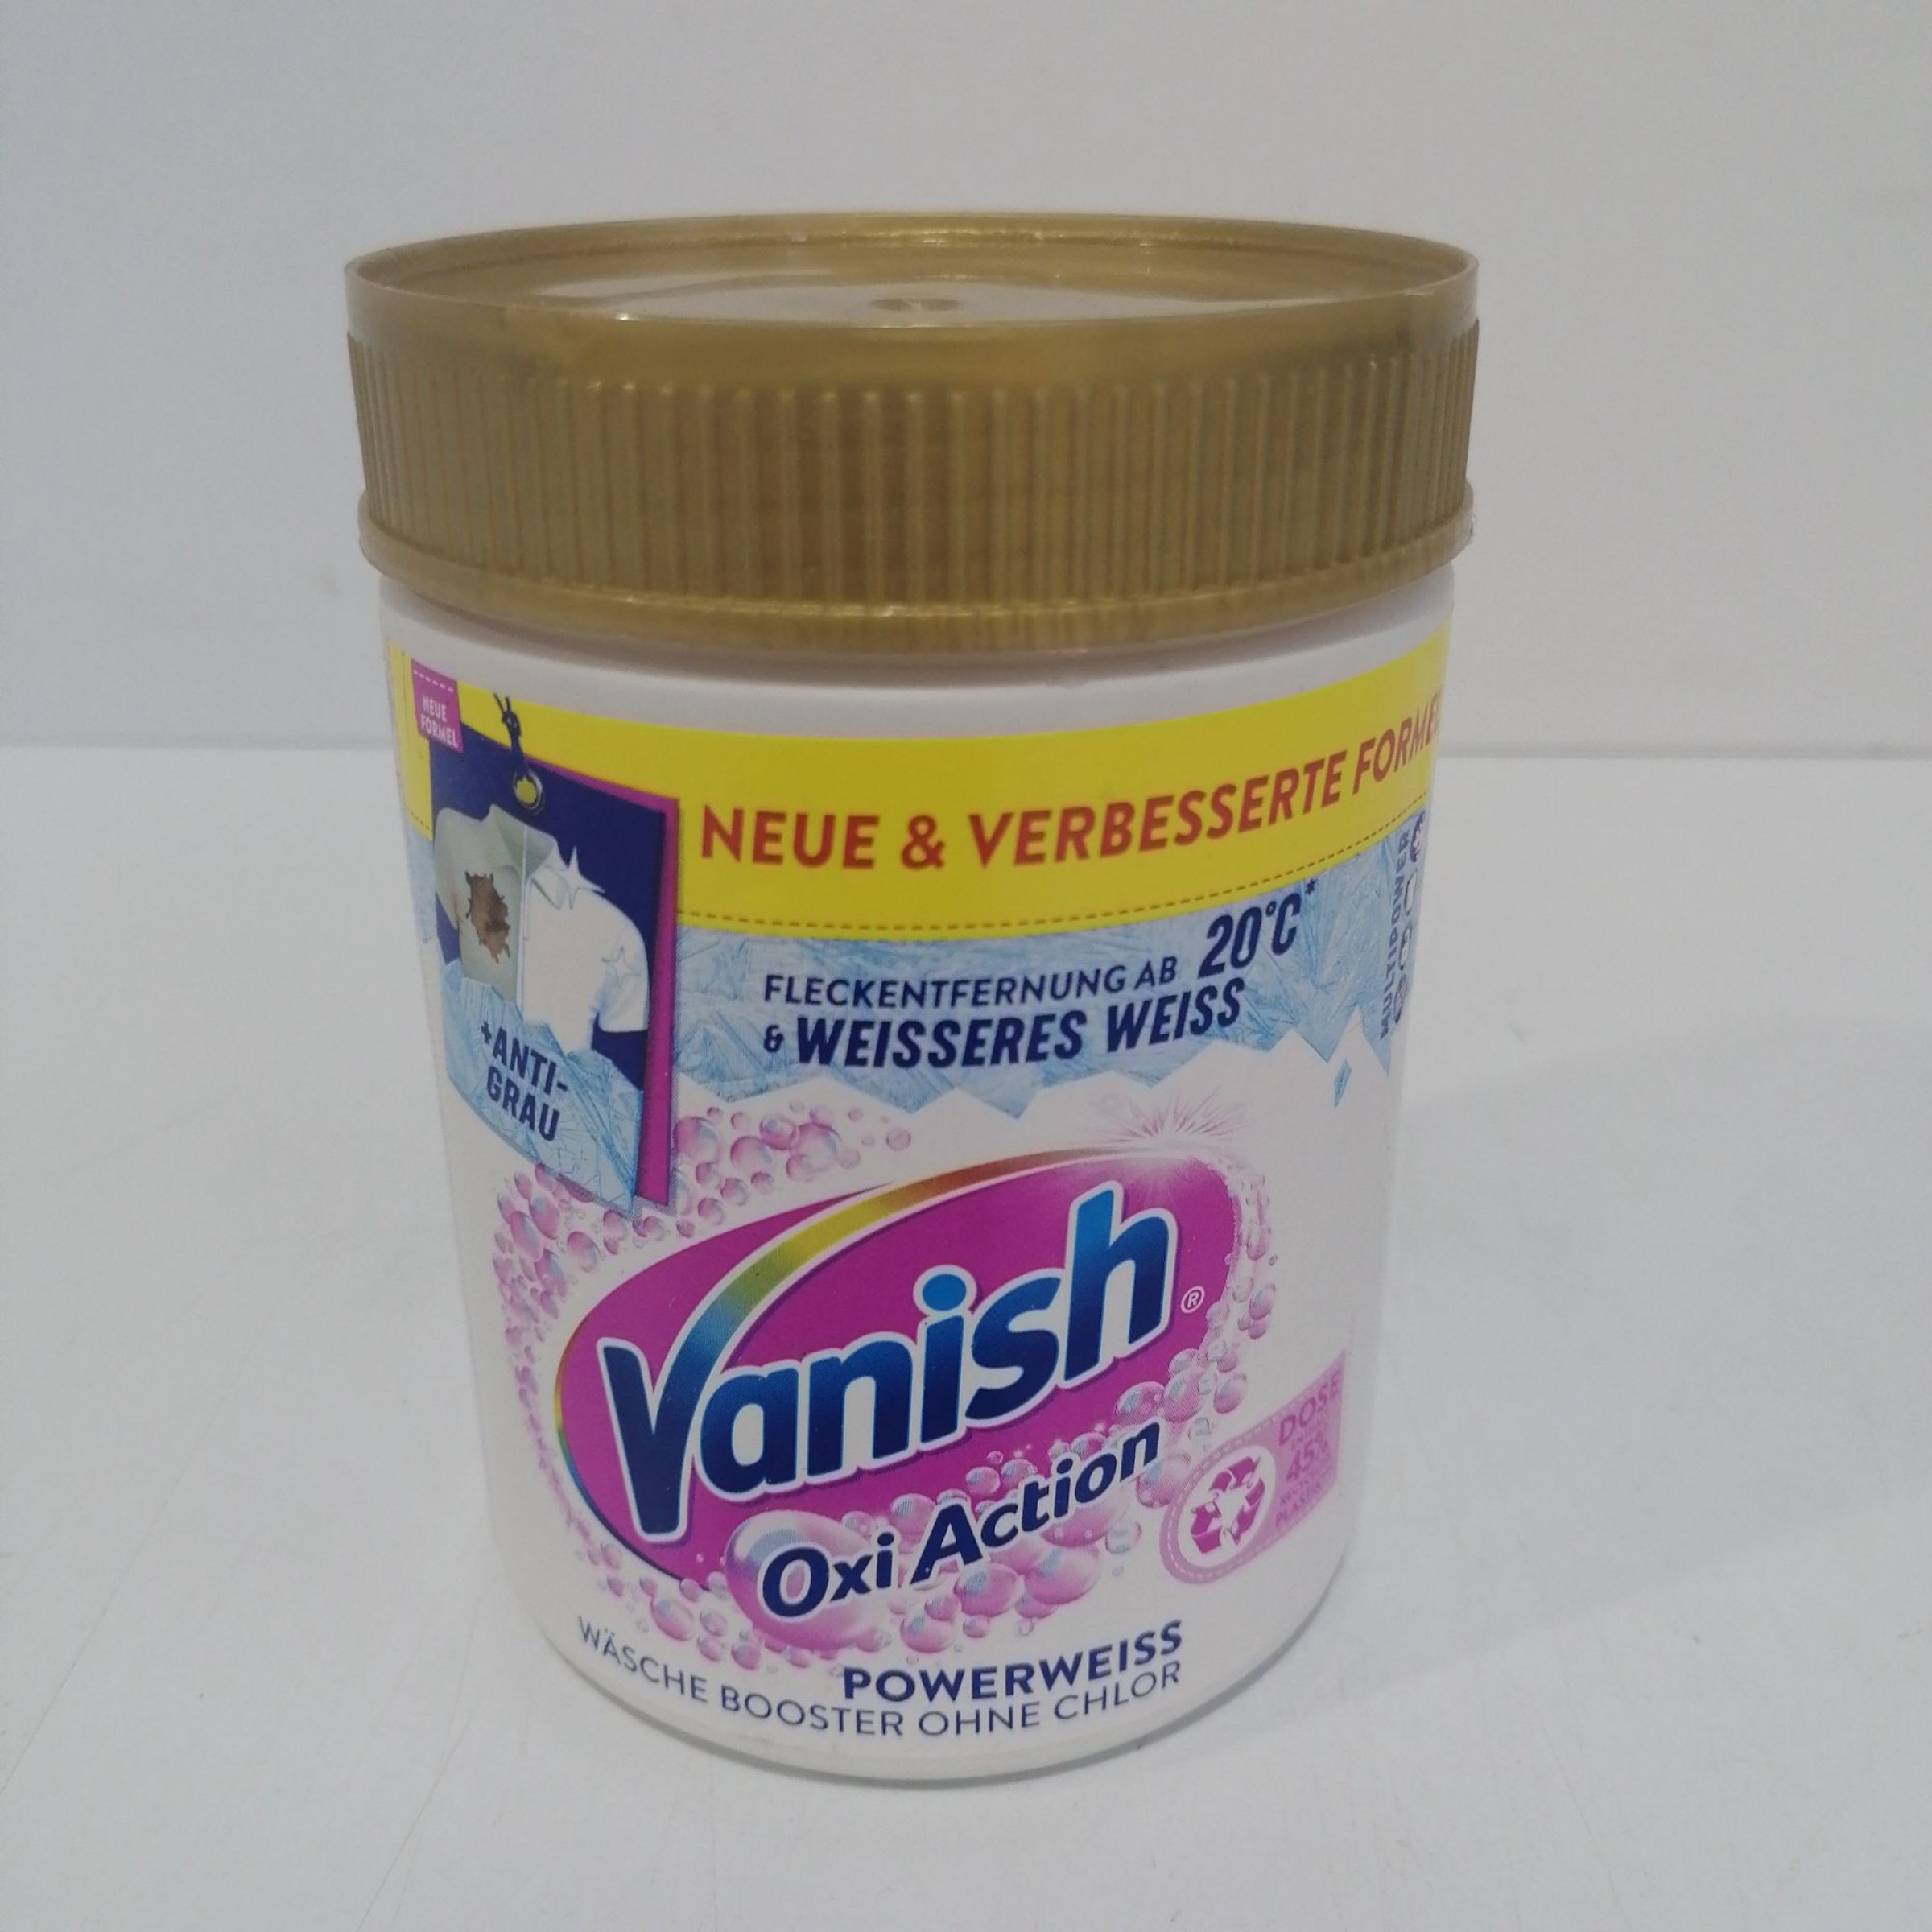 NEUE
FORMEL
NEUE & VERBESSERTE FORMEL
FLECKENTFERNUNG AB 20°C*
& WEISSERES WEISS
MULTIPOWER
+ANTI-
GRAU
Vanish®
Oxi Action
DOSE
45%
PLASTIK
POWERWEISS
WÄSCHE BOOSTER OHNE CHLOR